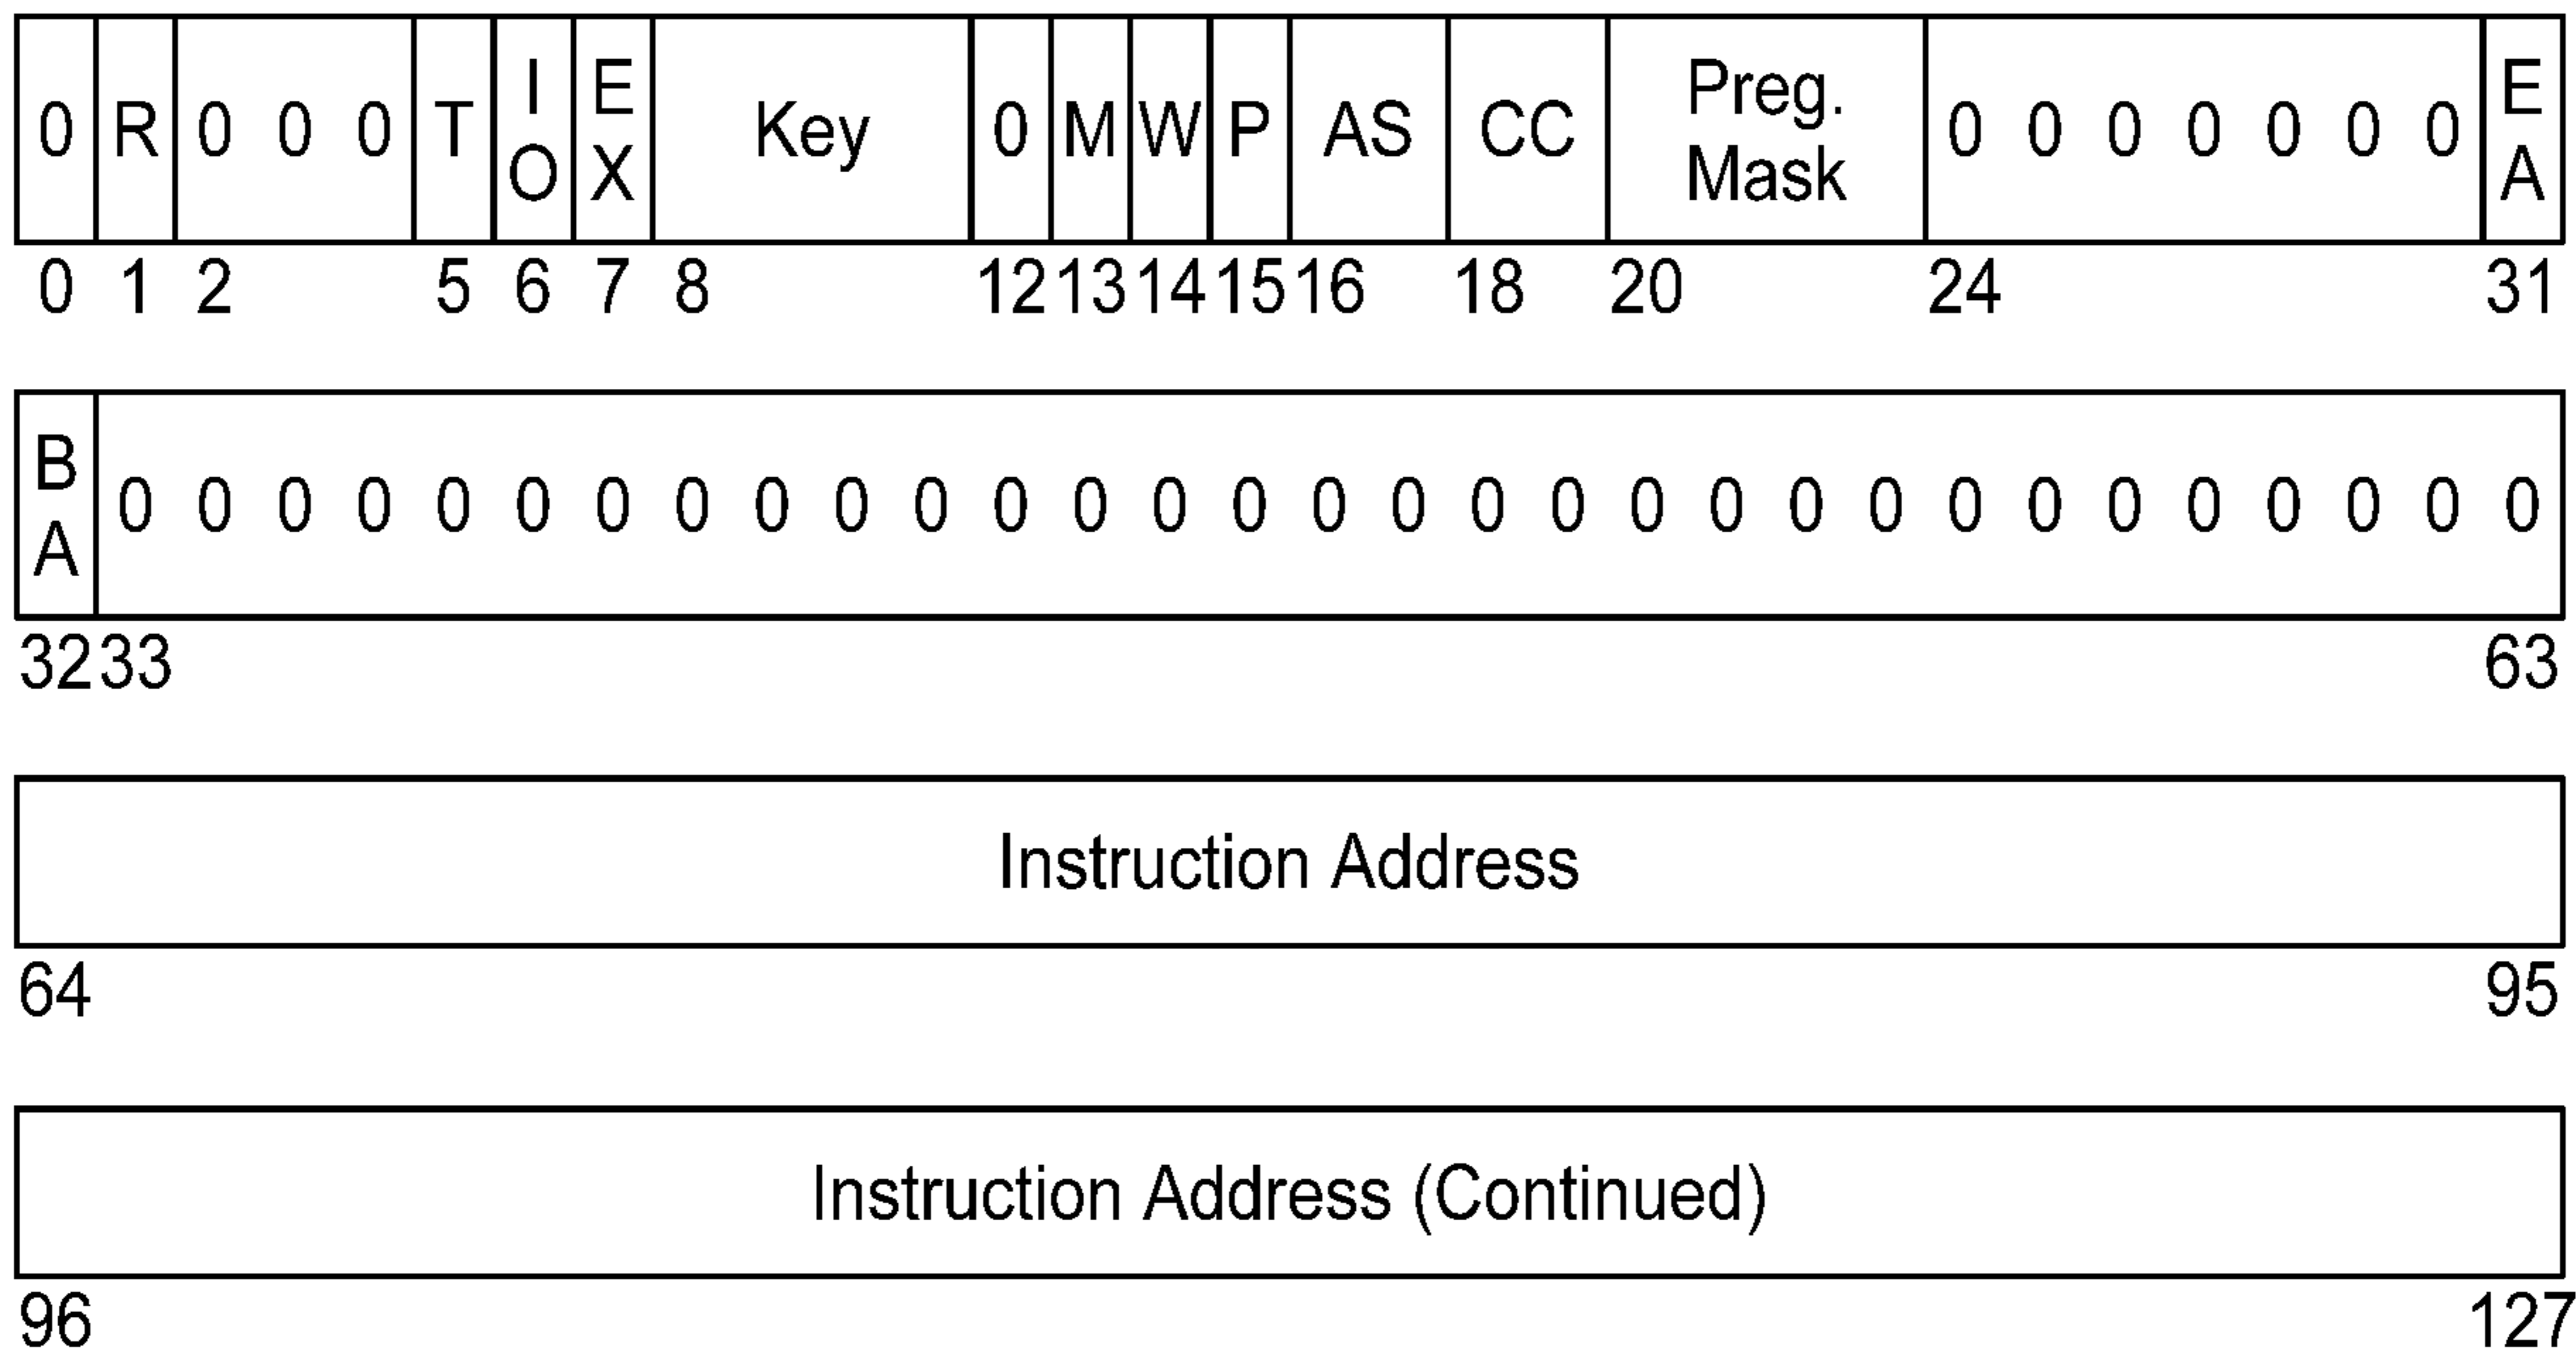 0 R 0 0 0 T IO EX Key 0 M W P AS CC Preg. Mask 0 0 0 0 0 0 0 EA
0 1 2 5 6 7 8 12 13 14 15 16 18 20 24 31
BA 0 0 0 0 0 0 0 0 0 0 0 0 0 0 0 0 0 0 0 0 0 0 0 0 0 0 0 0 0 0 0
32 33 63
Instruction Address
64 95
Instruction Address (Continued)
96 127